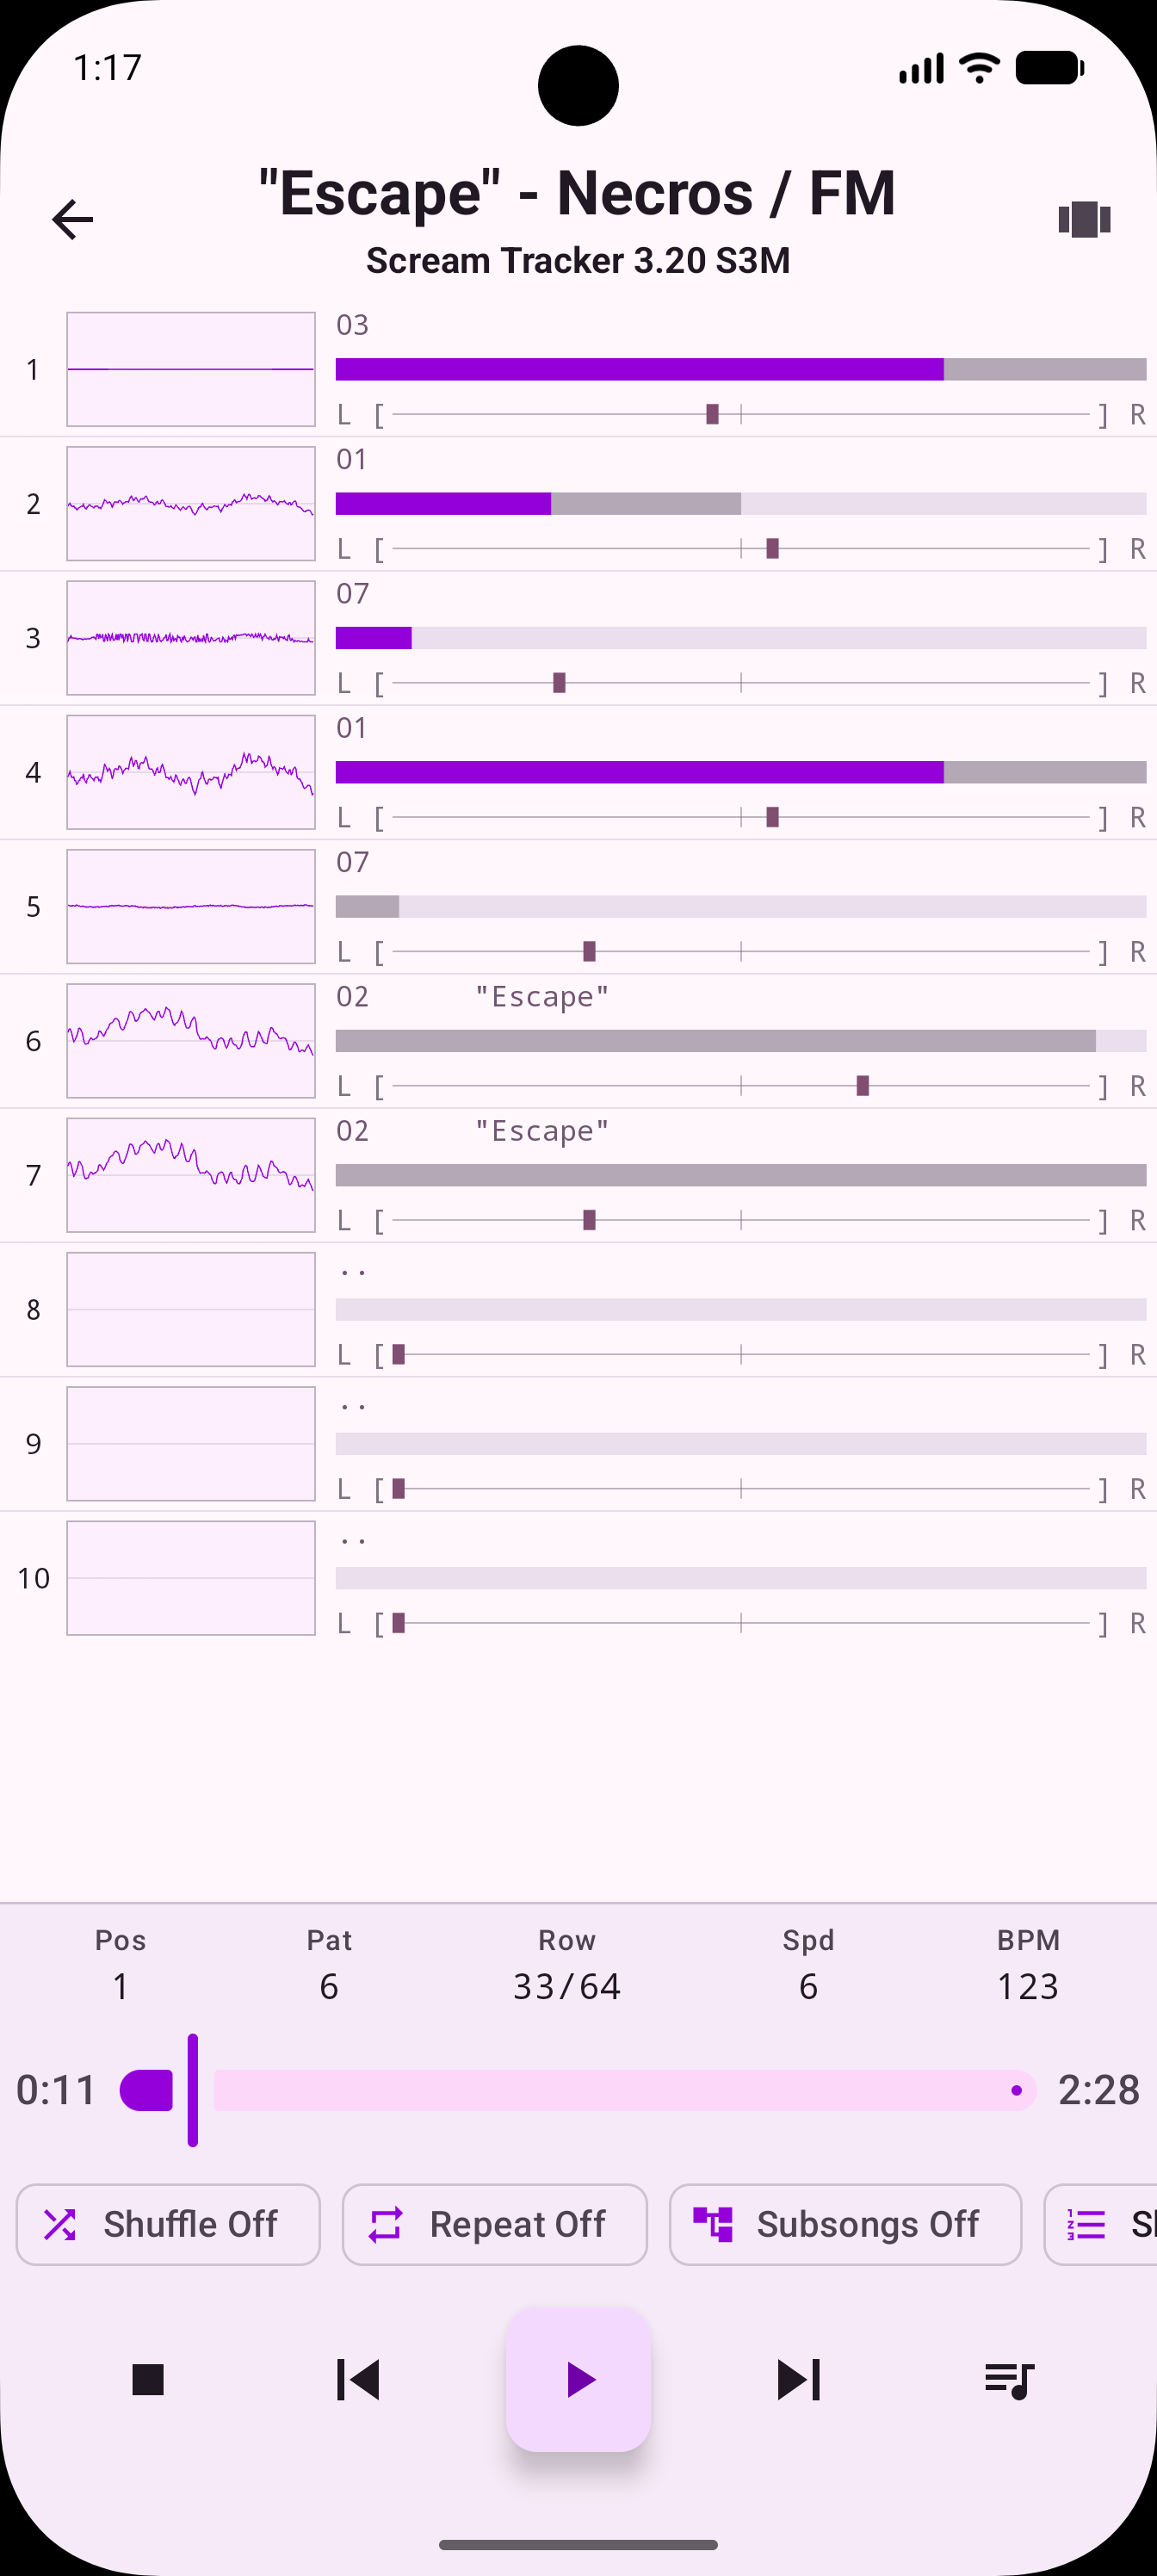 1:17
"Escape" - Necros / FM
Scream Tracker 3.20 S3M
1
03
L [ ] R
2
01
L [ ] R
3
07
L [ ] R
4
01
L [ ] R
5
07
L [ ] R
6
02 "Escape"
L [ ] R
7
02 "Escape"
L [ ] R
8
..
L [ ] R
9
..
L [ ] R
10
..
L [ ] R
Pos Pat Row Spd BPM
1 6 33/64 6 123
0:11 2:28
Shuffle Off Repeat Off Subsongs Off